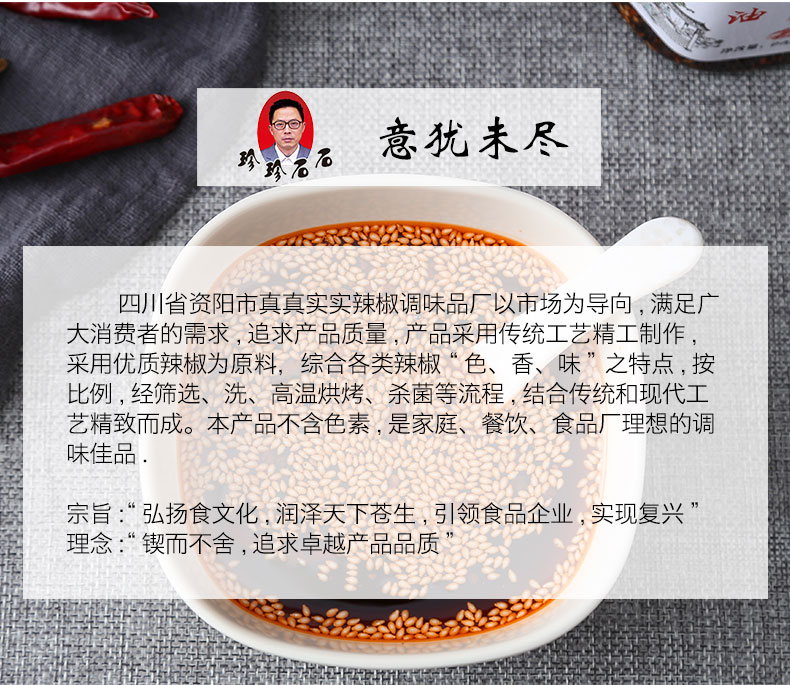 珍珍石石
意犹未尽
四川省资阳市真真实实辣椒调味品厂以市场为导向,满足广
大消费者的需求,追求产品质量,产品采用传统工艺精工制作,
采用优质辣椒为原料, 综合各类辣椒“色、香、味”之特点,按
比例,经筛选、洗、高温烘烤、杀菌等流程,结合传统和现代工
艺精致而成。本产品不含色素,是家庭、餐饮、食品厂理想的调
味佳品.
宗旨:“弘扬食文化,润泽天下苍生,引领食品企业,实现复兴”
理念:“锲而不舍,追求卓越产品品质”